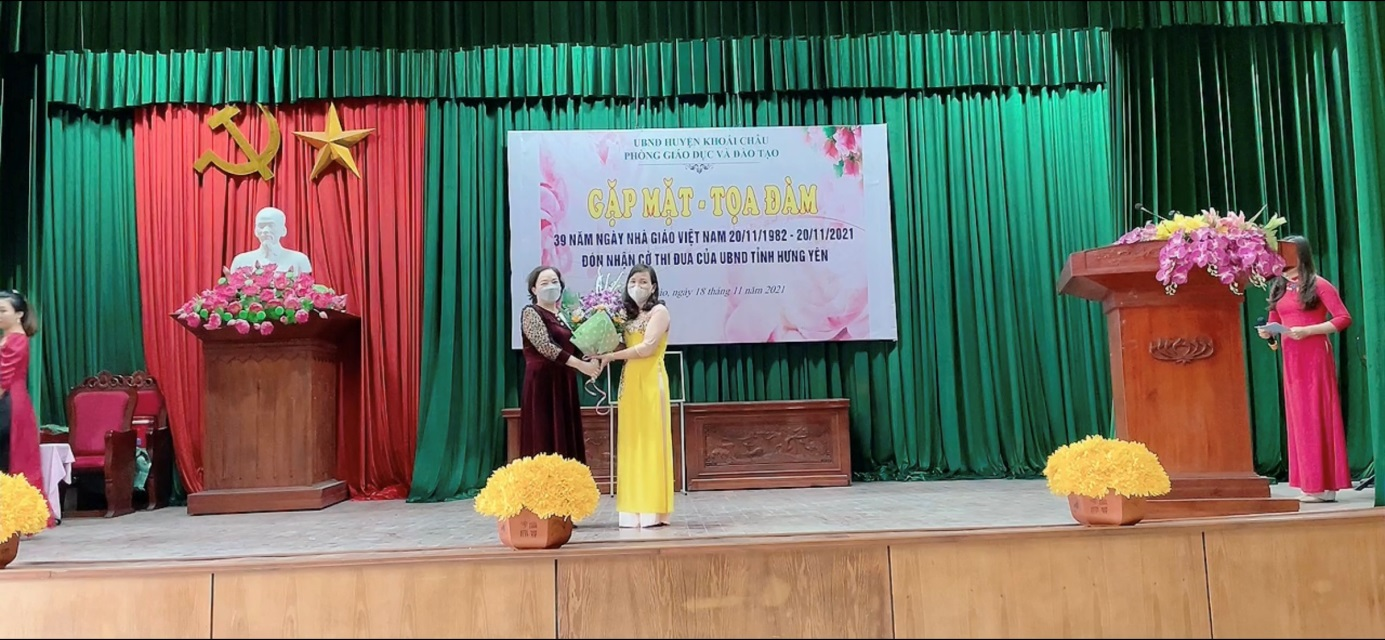 UBND HUYỆN KHOÁI CHÂU
PHÒNG GIÁO DỤC VÀ ĐÀO TẠO
GẶP MẶT - TỌA ĐÀM
39 NĂM NGÀY NHÀ GIÁO VIỆT NAM 20/11/1982 - 20/11/2021
ĐÓN NHẬN CỜ THI ĐUA CỦA UBND TỈNH HƯNG YÊN
ngày 18 tháng 11 năm 2021